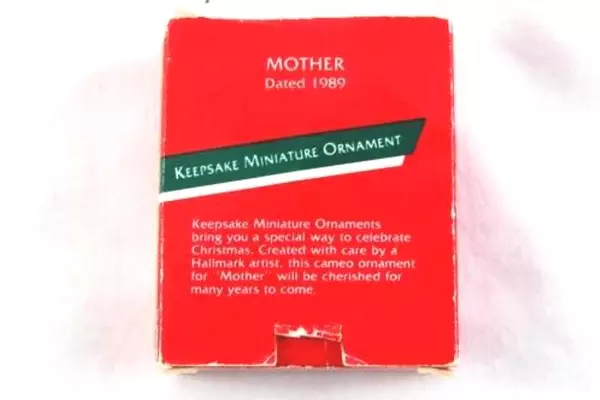 MOTHER
Dated 1989
KEEPSAKE MINIATURE ORNAMENT
Keepsake Miniature Ornaments
bring you a special way to celebrate
Christmas. Created with care by a
Hallmark artist, this cameo ornament
for "Mother" will be cherished for
many years to come.